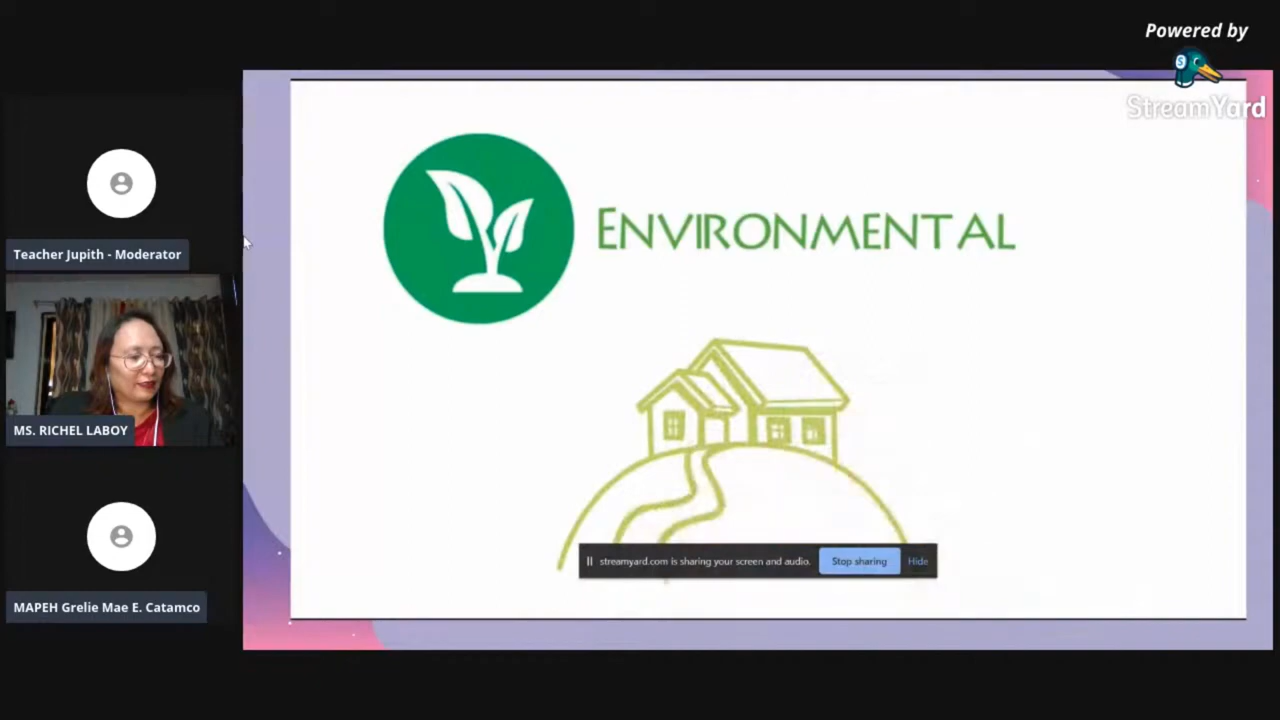 Powered by
StreamYard
Teacher Jupith - Moderator
ENVIRONMENTAL
MS. RICHEL LABOY
streamyard.com is sharing your screen and audio.
Stop sharing
Hide
MAPEH Grelie Mae E. Catamco